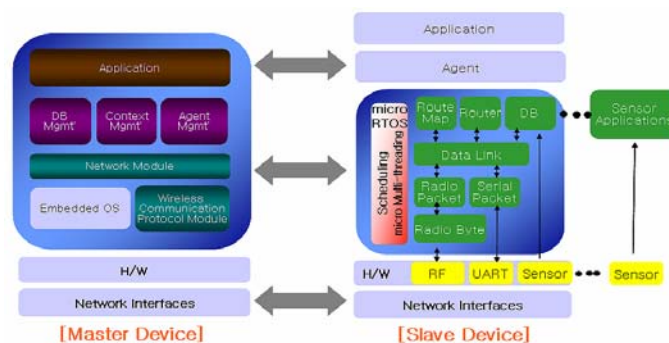 Application
DB
Mgmt'
Context
Mgmt'
Agent
Mgmt'
Network Module
Embedded OS
Wireless
Communication
Protocol Module
H/W
Network Interfaces
[Master Device]
Application
Agent
micro
RTOS
Scheduling
micro Multi-threading
Route
Map
Router
DB
Sensor
Applications
Data Link
Radio
Packet
Serial
Packet
Radio Byte
H/W
RF
UART
Sensor
Sensor
Network Interfaces
[Slave Device]